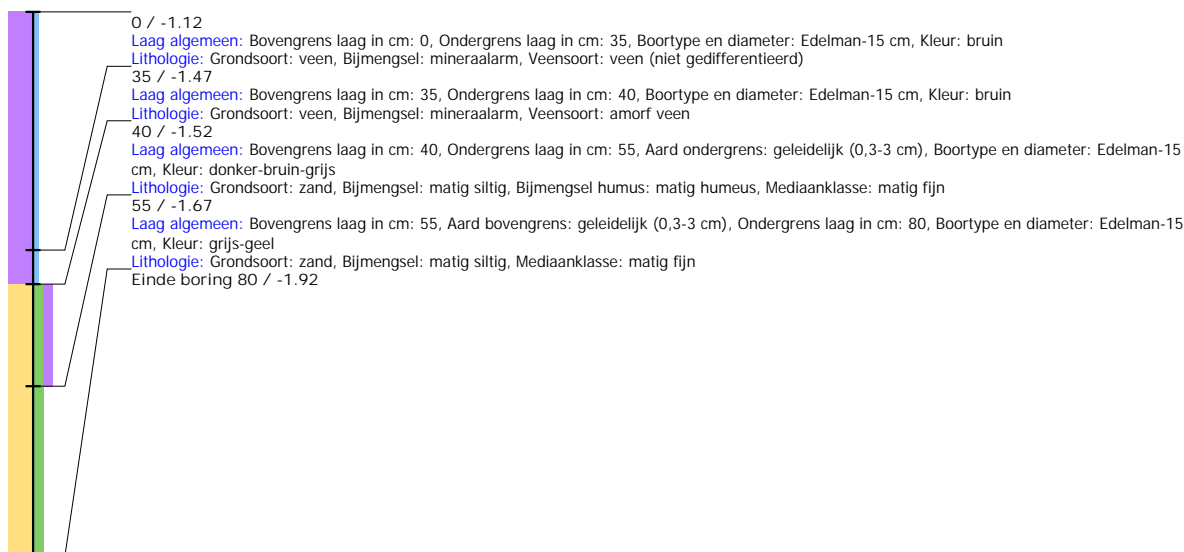 0 / -1.12
Laag algemeen: Bovengrens laag in cm: 0, Ondergrens laag in cm: 35, Boortype en diameter: Edelman-15 cm, Kleur: bruin
Lithologie: Grondsoort: veen, Bijmengsel: mineraalarm, Veensoort: veen (niet gedifferentieerd)
35 / -1.47
Laag algemeen: Bovengrens laag in cm: 35, Ondergrens laag in cm: 40, Boortype en diameter: Edelman-15 cm, Kleur: bruin
Lithologie: Grondsoort: veen, Bijmengsel: mineraalarm, Veensoort: amorf veen
40 / -1.52
Laag algemeen: Bovengrens laag in cm: 40, Ondergrens laag in cm: 55, Aard ondergrens: geleidelijk (0,3-3 cm), Boortype en diameter: Edelman-15
cm, Kleur: donker-bruin-grijs
Lithologie: Grondsoort: zand, Bijmengsel: matig siltig, Bijmengsel humus: matig humeus, Mediaanklasse: matig fijn
55 / -1.67
Laag algemeen: Bovengrens laag in cm: 55, Aard bovengrens: geleidelijk (0,3-3 cm), Ondergrens laag in cm: 80, Boortype en diameter: Edelman-15
cm, Kleur: grijs-geel
Lithologie: Grondsoort: zand, Bijmengsel: matig siltig, Mediaanklasse: matig fijn
Einde boring 80 / -1.92